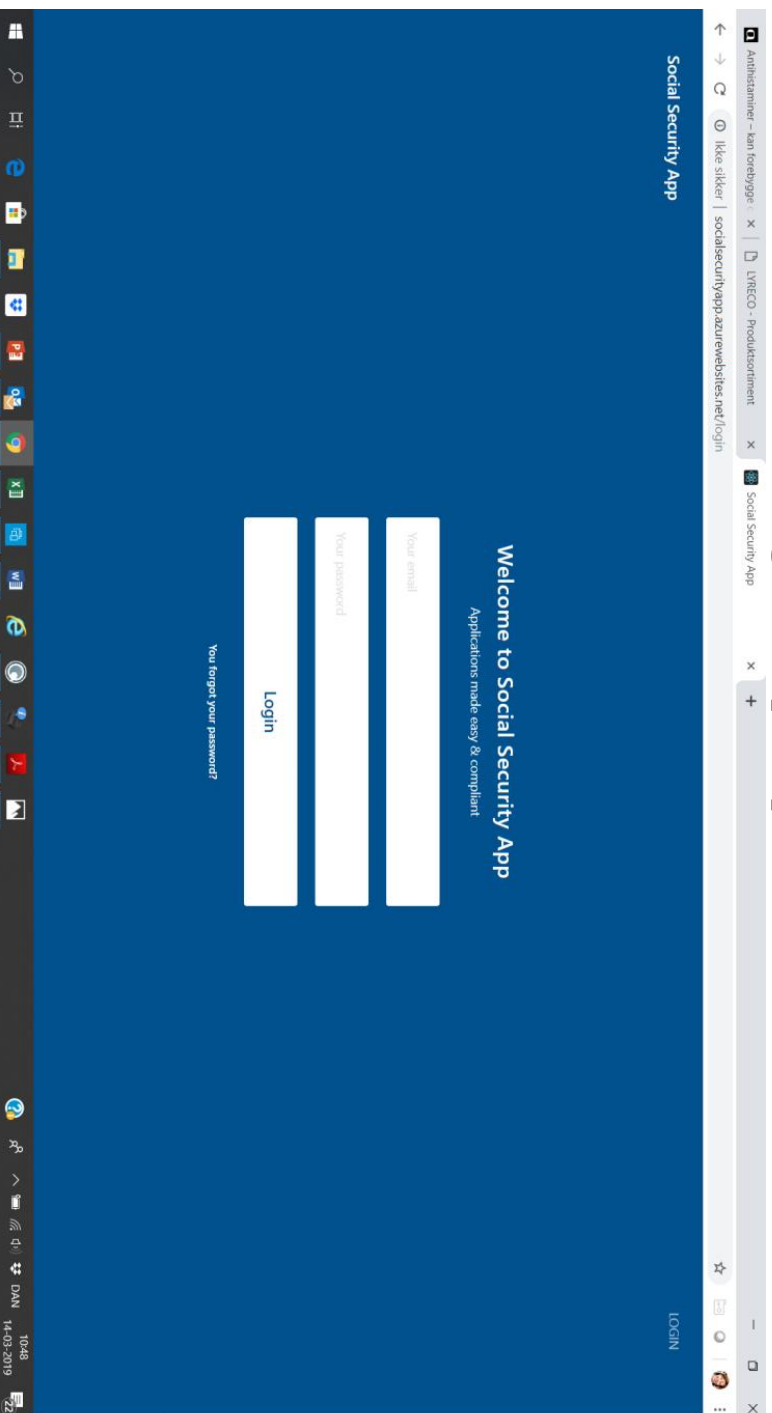 Antihistaminer – kan forebygge
LYRECO - Produktsortiment
Social Security App
Ikke sikker | socialsecurityapp.azurewebsites.net/login
Social Security App
LOGIN
Welcome to Social Security App
Applications made easy & compliant
Your email
Your password
Login
You forgot your password?
DAN
10:48
14-03-2019
22